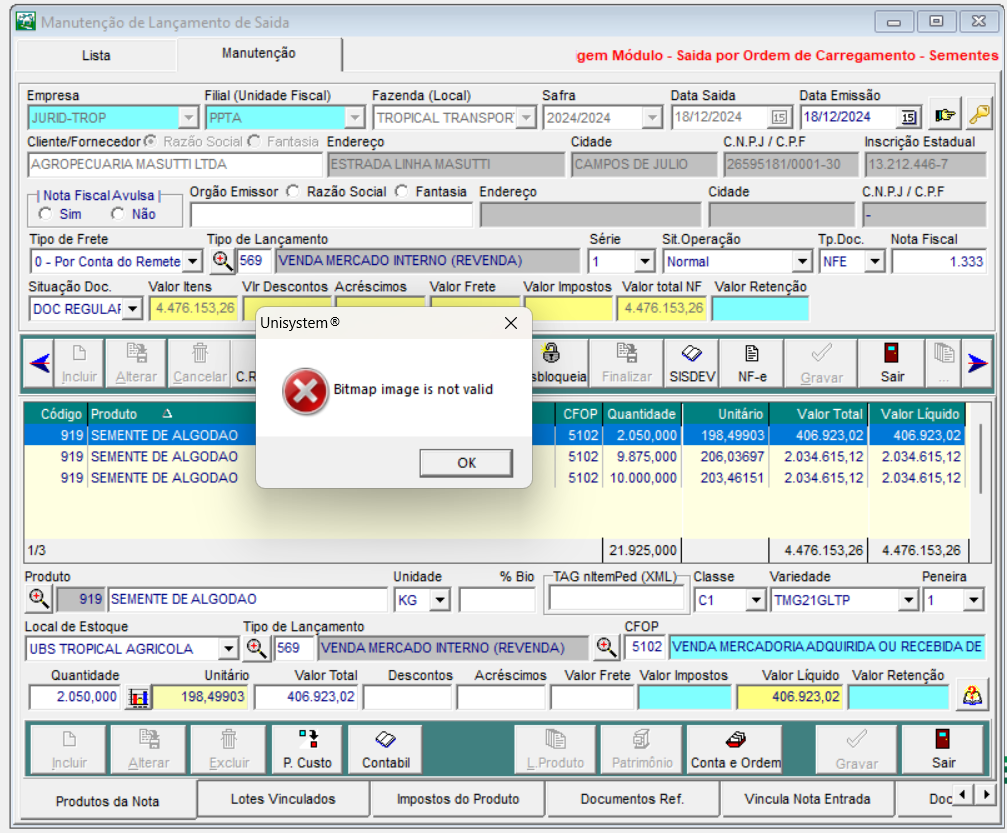 Manutenção de Lançamento de Saida
Lista
Manutenção
gem Módulo - Saida por Ordem de Carregamento - Sementes
Empresa Filial (Unidade Fiscal) Fazenda (Local) Safra Data Saida Data Emissão
JURID-TROP PPTA TROPICAL TRANSPOR 2024/2024 18/12/2024 15 18/12/2024 15
Cliente/Fornecedor Razão Social Fantasia Endereço Cidade C.N.P.J / C.P.F Inscrição Estadual
AGROPECUARIA MASUTTI LTDA ESTRADA LINHA MASUTTI CAMPOS DE JULIO 26595181/0001-30 13.212.446-7
Nota Fiscal Avulsa Orgão Emissor Razão Social Fantasia Endereço Cidade C.N.P.J / C.P.F
Sim Não -
Tipo de Frete Tipo de Lançamento Série Sit.Operação Tp.Doc. Nota Fiscal
0 - Por Conta do Remete 569 VENDA MERCADO INTERNO (REVENDA) 1 Normal NFE 1.333
Situação Doc. Valor Itens Vlr Descontos Acréscimos Valor Frete Valor Impostos Valor total NF Valor Retenção
DOC REGULAF 4.476.153,26 4.476.153,26
Unisystem®
Bitmap image is not valid
OK
Incluir Alterar Cancelar C.R sbloqueia Finalizar SISDEV NF-e Gravar Sair ...
Código Produto CFOP Quantidade Unitário Valor Total Valor Líquido
919 SEMENTE DE ALGODAO 5102 2.050,000 198,49903 406.923,02 406.923,02
919 SEMENTE DE ALGODAO 5102 9.875,000 206,03697 2.034.615,12 2.034.615,12
919 SEMENTE DE ALGODAO 5102 10.000,000 203,46151 2.034.615,12 2.034.615,12
1/3 21.925,000 4.476.153,26 4.476.153,26
Produto Unidade % Bio TAG nItemPed (XML) Classe Variedade Peneira
919 SEMENTE DE ALGODAO KG C1 TMG21GLTP 1
Local de Estoque Tipo de Lançamento CFOP
UBS TROPICAL AGRICOLA 569 VENDA MERCADO INTERNO (REVENDA) 5102 VENDA MERCADORIA ADQUIRIDA OU RECEBIDA DE
Quantidade Unitário Valor Total Descontos Acréscimos Valor Frete Valor Impostos Valor Líquido Valor Retenção
2.050,000 198,49903 406.923,02 406.923,02
Incluir Alterar Excluir P. Custo Contabil L.Produto Patrimônio Conta e Ordem Gravar Sair
Produtos da Nota Lotes Vinculados Impostos do Produto Documentos Ref. Vincula Nota Entrada Doc